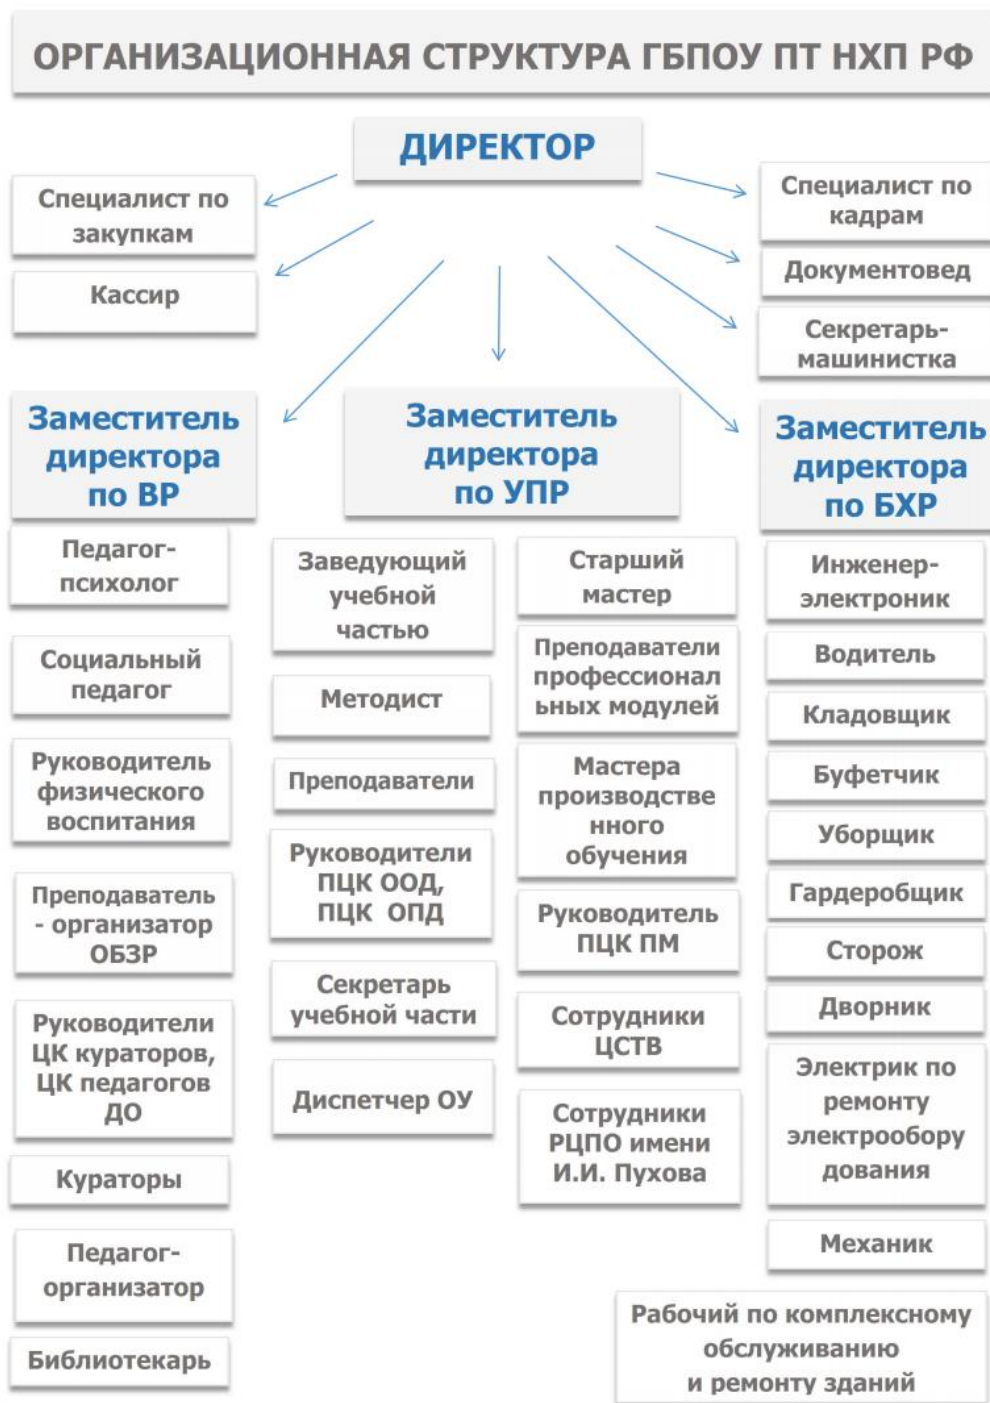 ОРГАНИЗАЦИОННАЯ СТРУКТУРА ГБПОУ ПТ НХП РФ
ДИРЕКТОР
Специалист по
закупкам
Кассир
Специалист по
кадрам
Документовед
Секретарь-
машинистка
Заместитель
директора
по ВР
Педагог-
психолог
Социальный
педагог
Руководитель
физического
воспитания
Преподаватель
- организатор
ОБЗР
Руководители
ЦК кураторов,
ЦК педагогов
ДО
Кураторы
Педагог-
организатор
Библиотекарь
Заместитель
директора
по УПР
Заведующий
учебной
частью
Методист
Преподаватели
Руководители
ПЦК ООД,
ПЦК ОПД
Секретарь
учебной части
Диспетчер ОУ
Старший
мастер
Преподаватели
профессионал
ьных модулей
Мастера
производстве
нного
обучения
Руководитель
ПЦК ПМ
Сотрудники
ЦСТВ
Сотрудники
РЦПО имени
И.И. Пухова
Заместитель
директора
по БХР
Инженер-
электроник
Водитель
Кладовщик
Буфетчик
Уборщик
Гардеробщик
Сторож
Дворник
Электрик по
ремонту
электрообору
дования
Механик
Рабочий по комплексному
обслуживанию
и ремонту зданий